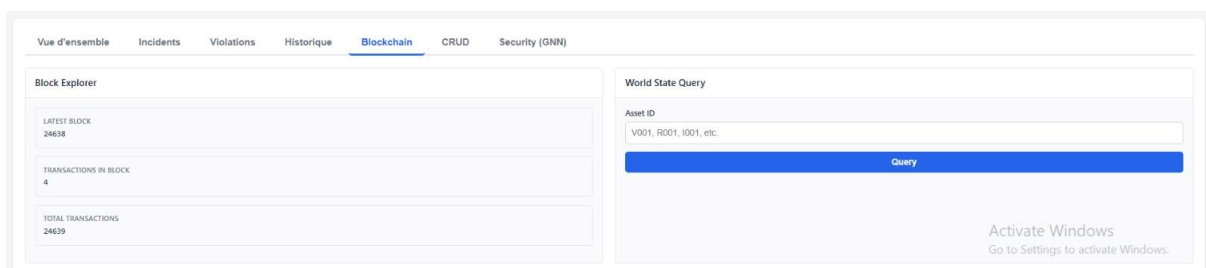 Vue d'ensemble Incidents Violations Historique Blockchain CRUD Security (GNN)
Block Explorer
LATEST BLOCK
24638
TRANSACTIONS IN BLOCK
4
TOTAL TRANSACTIONS
24639
World State Query
Asset ID
V001, R001, I001, etc.
Query
Activate Windows
Go to Settings to activate Windows.